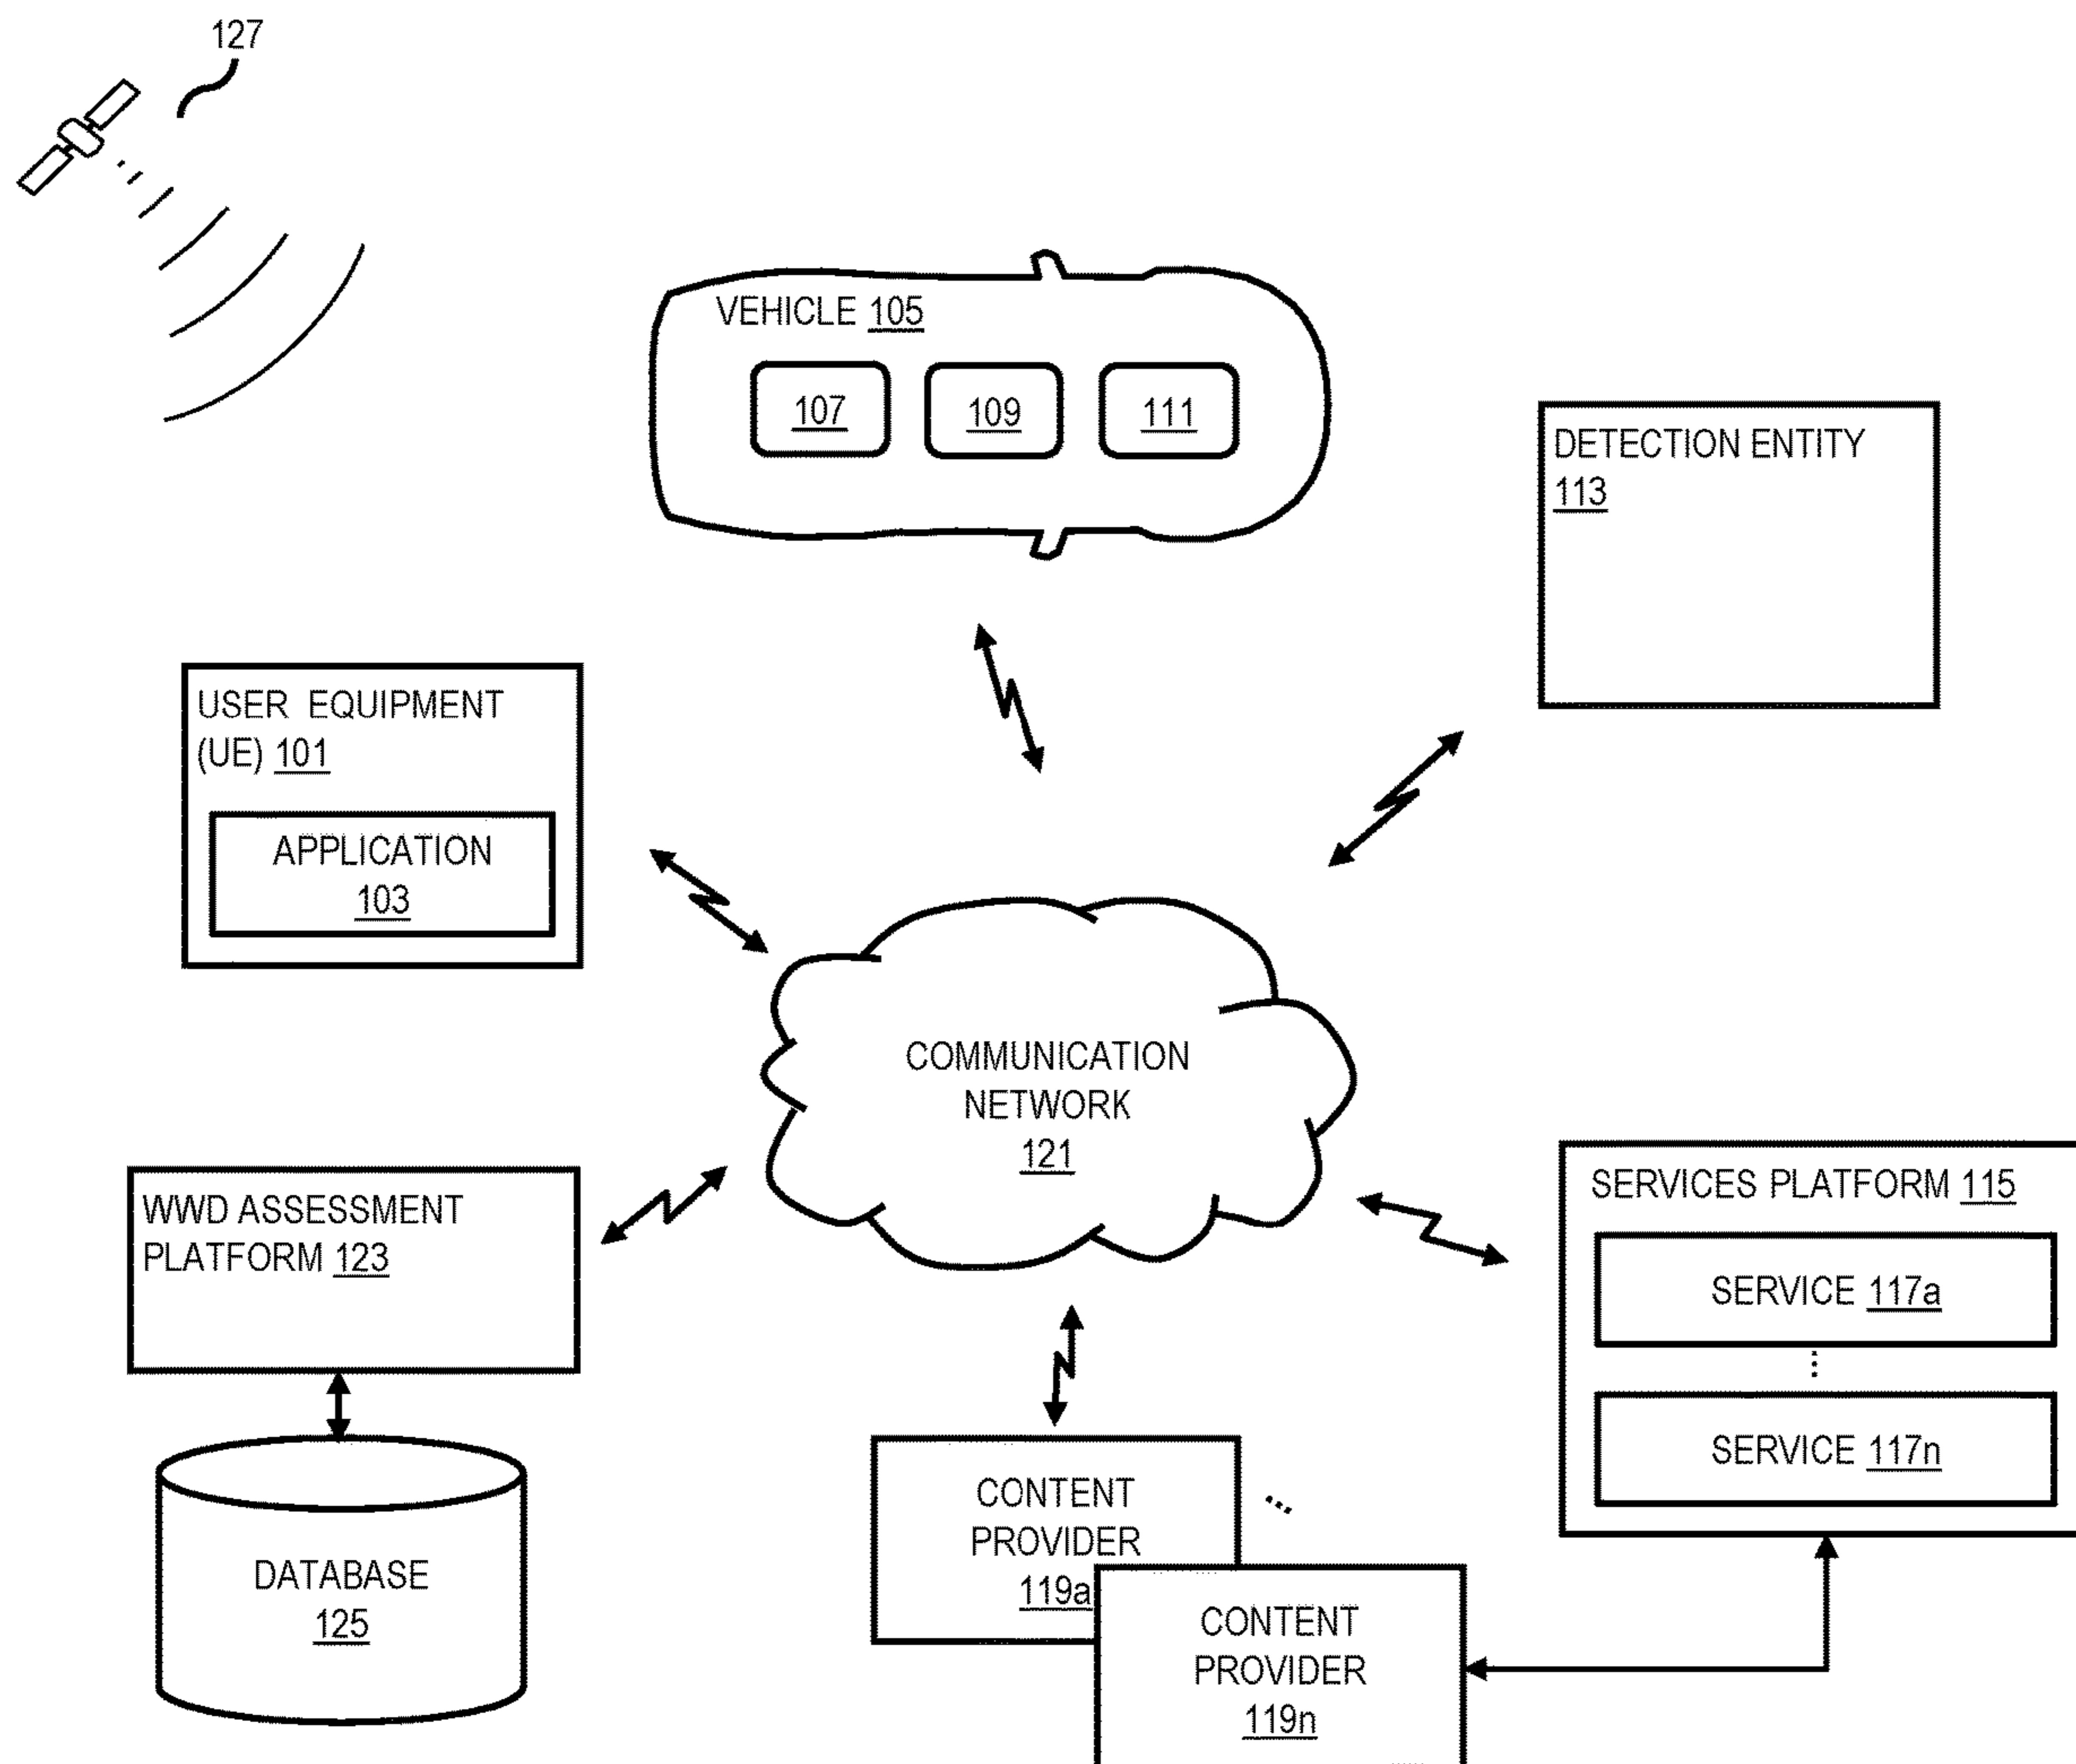 127
VEHICLE 105
107
109
111
DETECTION ENTITY
113
USER EQUIPMENT
(UE) 101
APPLICATION
103
COMMUNICATION
NETWORK
121
WWD ASSESSMENT
PLATFORM 123
SERVICES PLATFORM 115
SERVICE 117a
⋮
SERVICE 117n
DATABASE
125
CONTENT
PROVIDER
119a
...
CONTENT
PROVIDER
119n